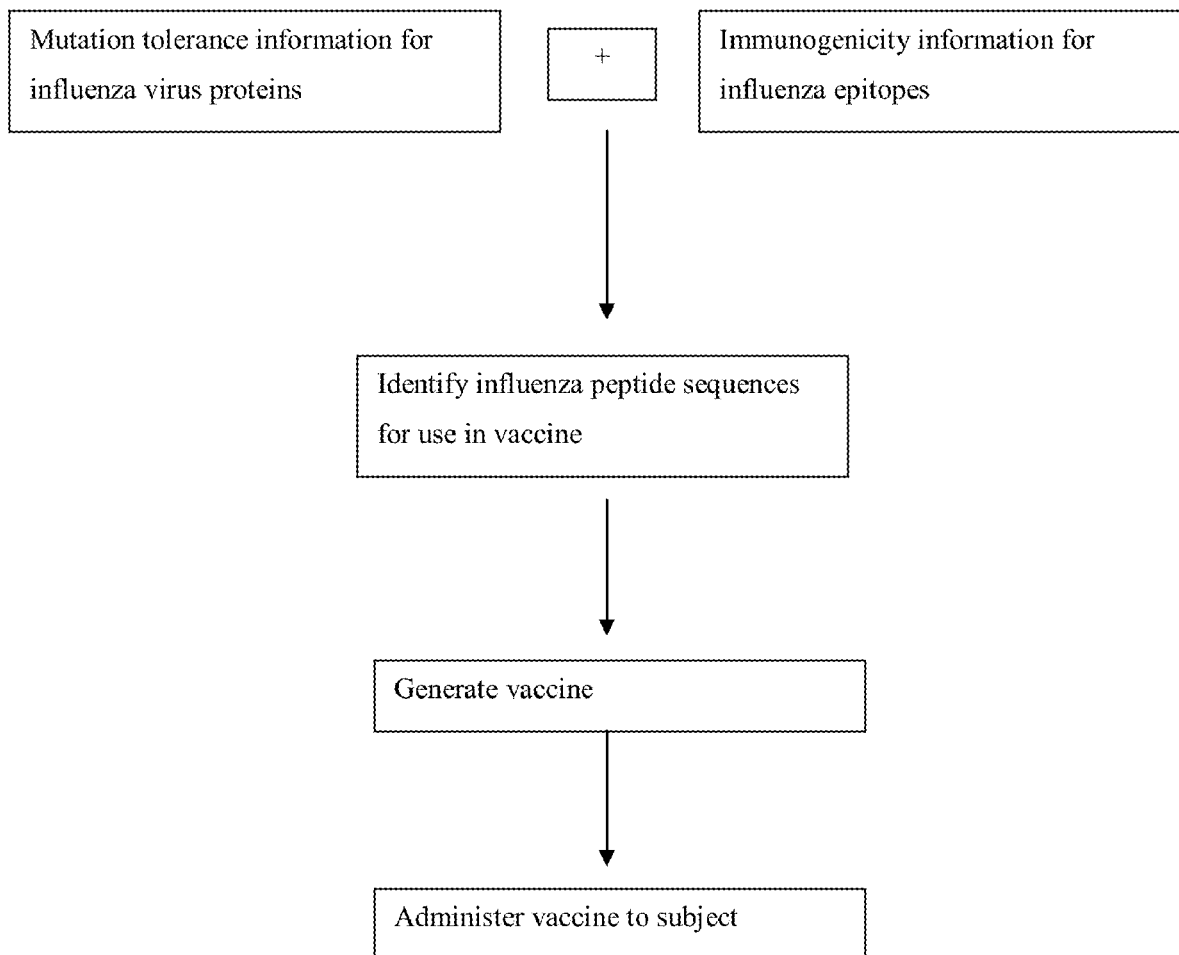 Mutation tolerance information for
influenza virus proteins
+
Immunogenicity information for
influenza epitopes
Identify influenza peptide sequences
for use in vaccine
Generate vaccine
Administer vaccine to subject